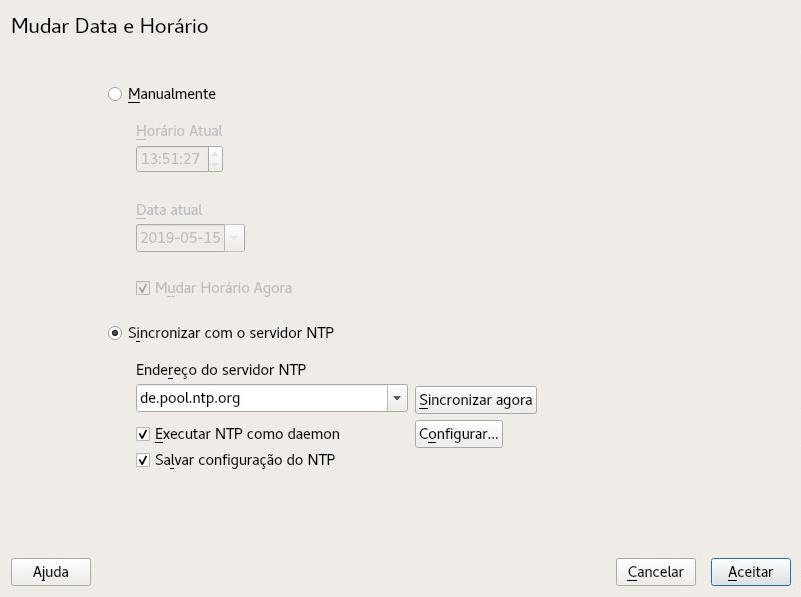 Mudar Data e Horário
Manualmente
Horário Atual
13:51:27
Data atual
2019-05-15
Mudar Horário Agora
Sincronizar com o servidor NTP
Endereço do servidor NTP
de.pool.ntp.org
Sincronizar agora
Executar NTP como daemon
Configurar...
Salvar configuração do NTP
Ajuda
Cancelar
Aceitar